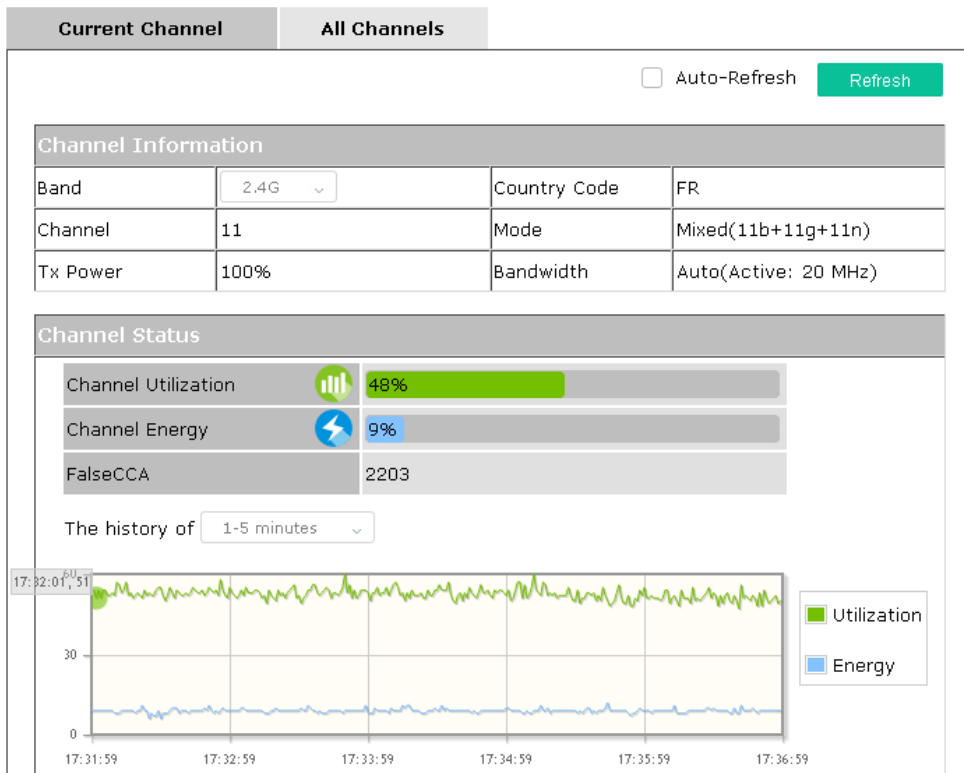 Current Channel All Channels
Auto-Refresh Refresh
Channel Information
Band 2.4G Country Code FR
Channel 11 Mode Mixed(11b+11g+11n)
Tx Power 100% Bandwidth Auto(Active: 20 MHz)
Channel Status
Channel Utilization 48%
Channel Energy 9%
FalseCCA 2203
The history of 1-5 minutes
60
17:32:01, 51
Utilization
30
Energy
0
17:31:59 17:32:59 17:33:59 17:34:59 17:35:59 17:36:59